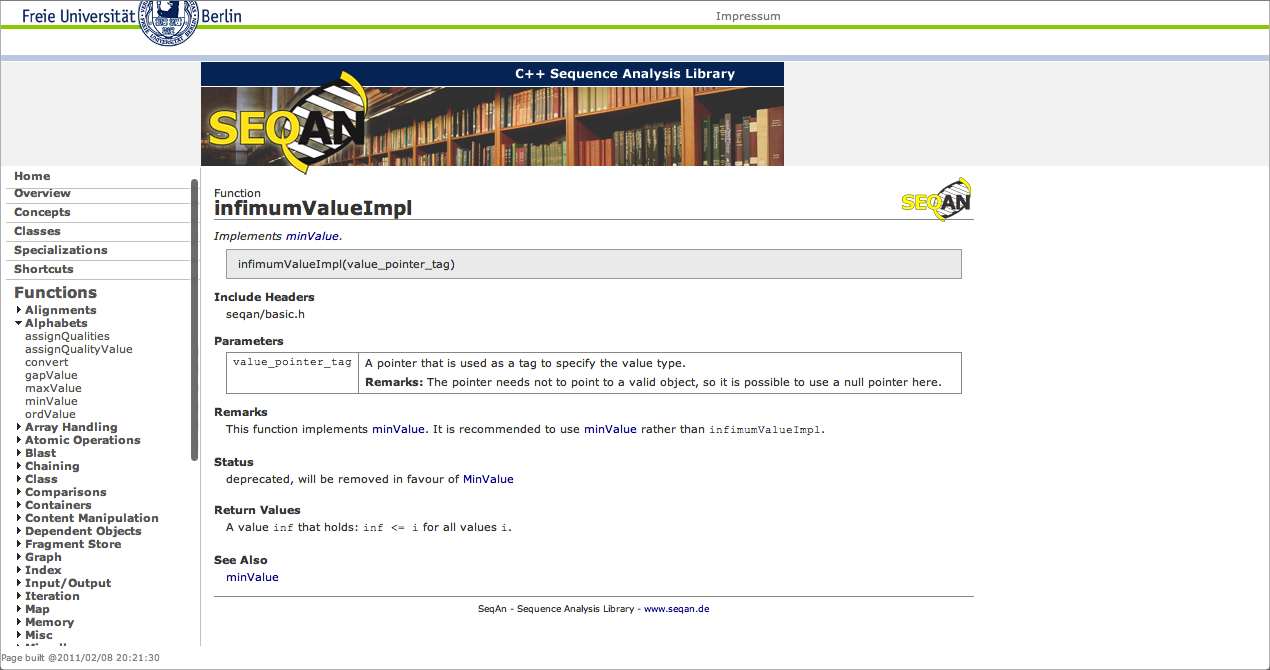 Freie Universität Berlin
Impressum
C++ Sequence Analysis Library
SEQAN
Home
Overview
Concepts
Classes
Specializations
Shortcuts
Functions
Alignments
Alphabets
assignQualities
assignQualityValue
convert
gapValue
maxValue
minValue
ordValue
Array Handling
Atomic Operations
Blast
Chaining
Class
Comparisons
Containers
Content Manipulation
Dependent Objects
Fragment Store
Graph
Index
Input/Output
Iteration
Map
Memory
Misc
Function
infimumValueImpl
SEQAN
Implements minValue.
infimumValueImpl(value_pointer_tag)
Include Headers
seqan/basic.h
Parameters
value_pointer_tag A pointer that is used as a tag to specify the value type.
Remarks: The pointer needs not to point to a valid object, so it is possible to use a null pointer here.
Remarks
This function implements minValue. It is recommended to use minValue rather than infimumValueImpl.
Status
deprecated, will be removed in favour of MinValue
Return Values
A value inf that holds: inf <= i for all values i.
See Also
minValue
SeqAn - Sequence Analysis Library - www.seqan.de
Page built @2011/02/08 20:21:30